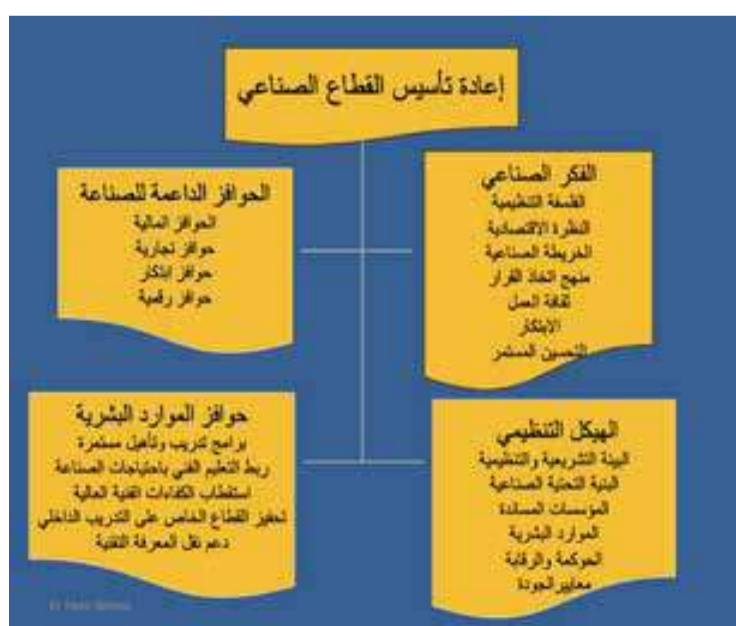 إعادة تأسيس القطاع الصناعي
الفكر الصناعي
الفلسفة التنظيمية
النظرة الاقتصادية
الخريطة الصناعية
منهج اتخاذ القرار
ثقافة العمل
الابتكار
التحسين المستمر
الحوافز الداعمة للصناعة
الحوافز المالية
حوافز تجارية
حوافز ابتكار
حوافز رقمية
الهيكل التنظيمي
البيئة التشريعية والتنظيمية
البنية التحتية الصناعية
المؤسسات المساندة
الموارد البشرية
الحوكمة والرقابة
معايير الجودة
حوافز الموارد البشرية
برامج تدريب وتأهيل مستمرة
ربط التعليم الفني باحتياجات الصناعة
استقطاب الكفاءات الفنية العالية
تحفيز القطاع الخاص على التدريب الداخلي
دعم نقل المعرفة التقنية